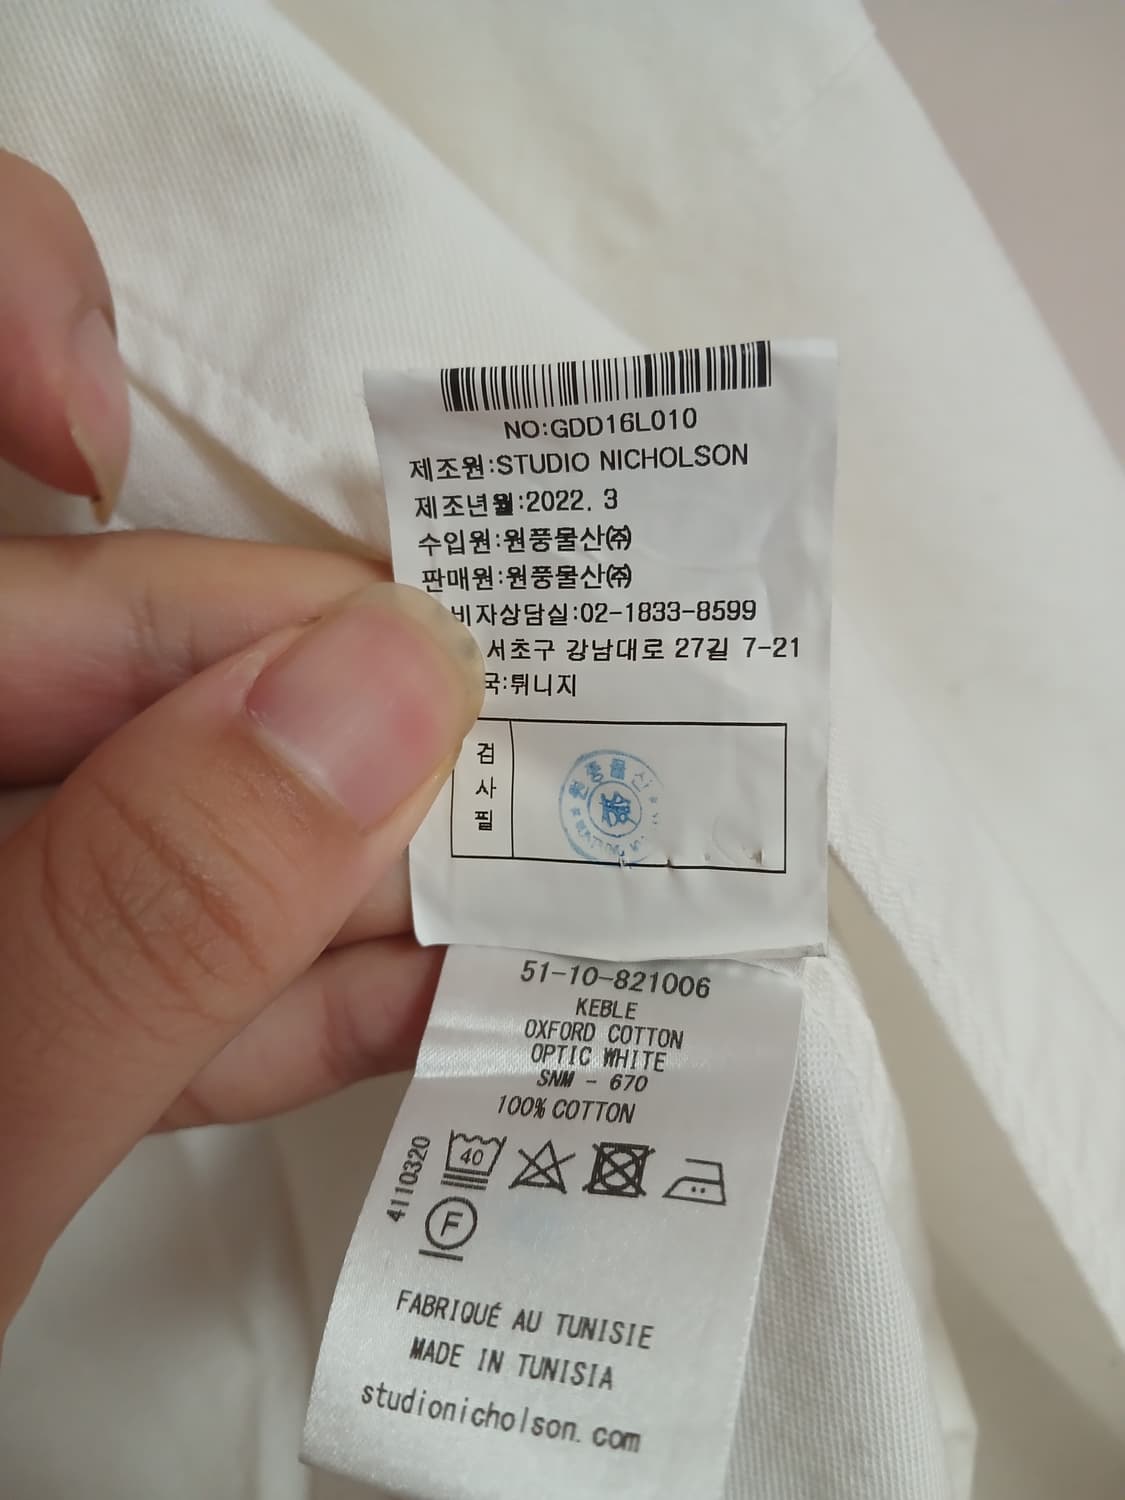 NO:GDD16L010
제조원:STUDIO NICHOLSON
제조년월:2022. 3
수입원:원풍물산㈜
판매원:원풍물산㈜
비자상담실:02-1833-8599
서초구 강남대로 27길 7-21
국:튀니지
검
사
필
원풍물산
51-10-821006
KEBLE
OXFORD COTTON
OPTIC WHITE
SNM - 670
100% COTTON
4110320
40
F
FABRIQUÉ AU TUNISIE
MADE IN TUNISIA
studionicholson.com